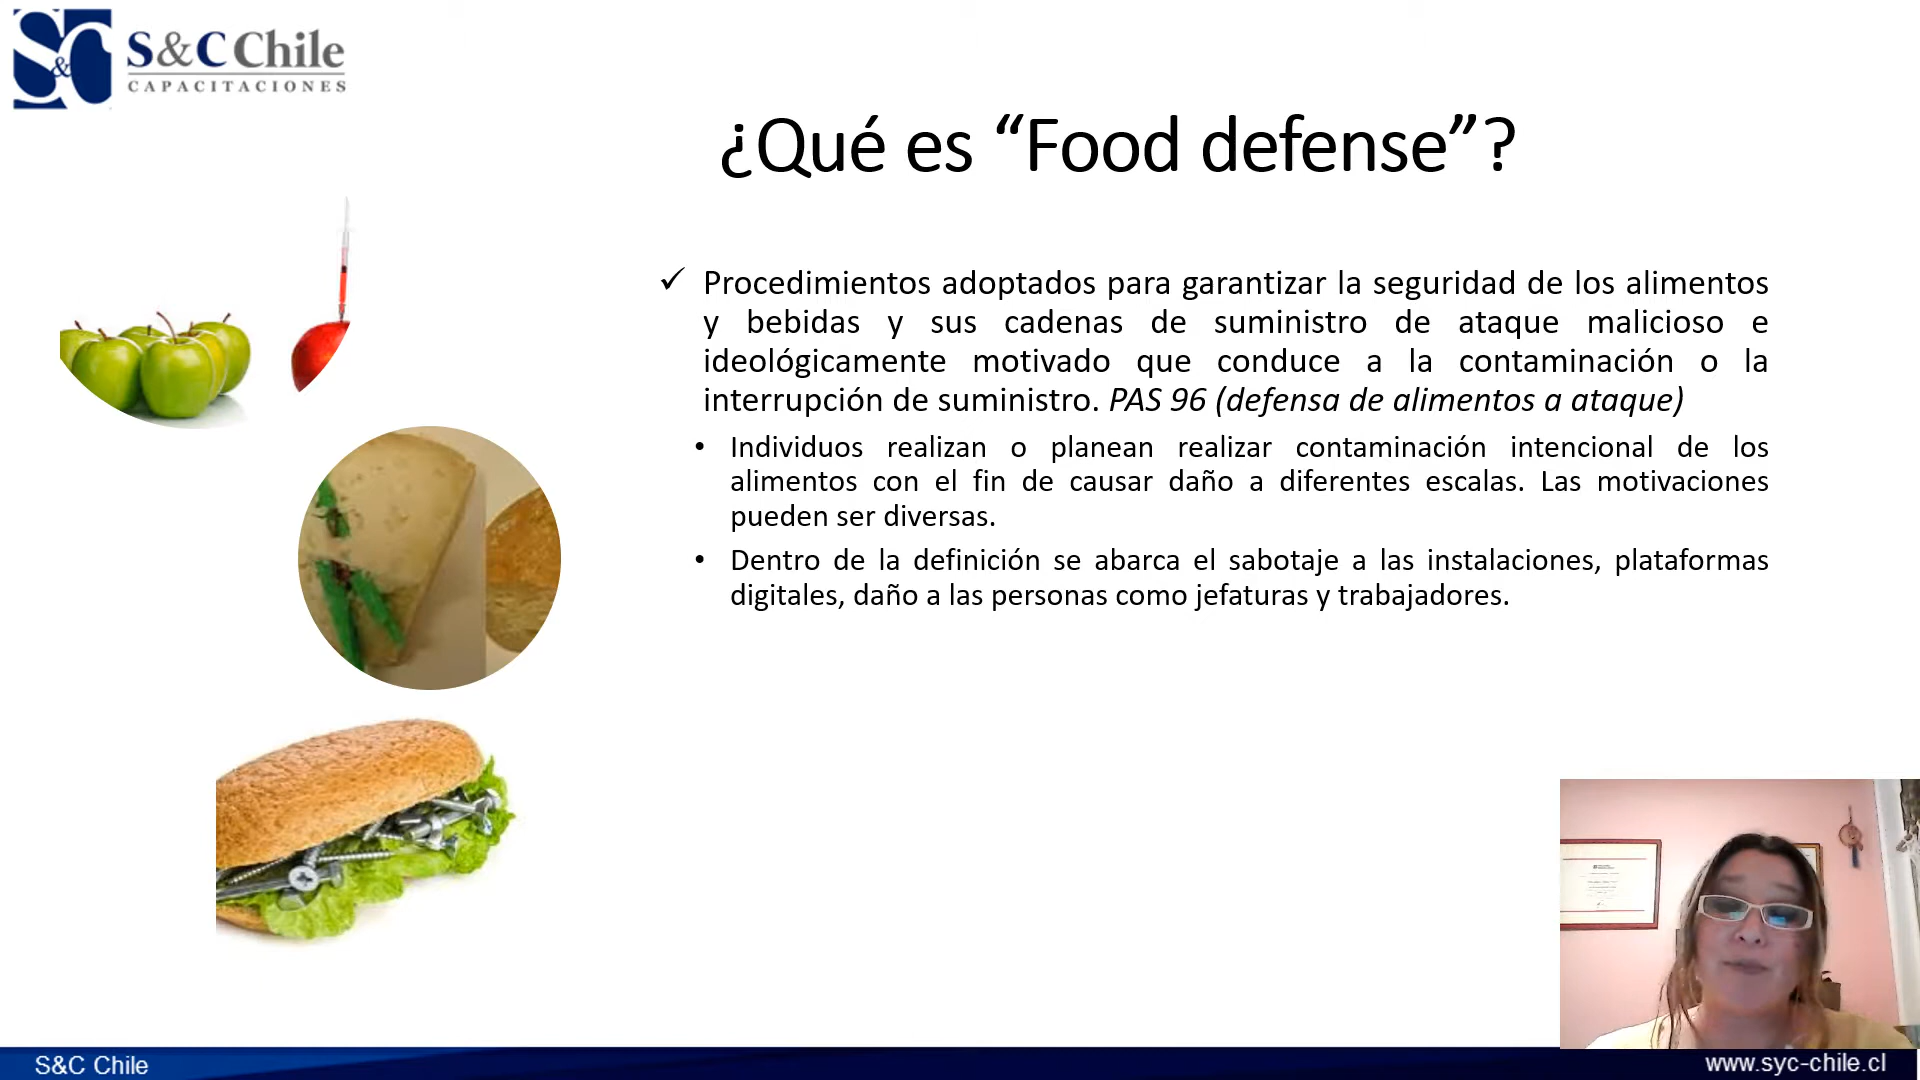 S&C Chile
CAPACITACIONES
¿Qué es “Food defense”?
✓ Procedimientos adoptados para garantizar la seguridad de los alimentos
y bebidas y sus cadenas de suministro de ataque malicioso e
ideológicamente motivado que conduce a la contaminación o la
interrupción de suministro. PAS 96 (defensa de alimentos a ataque)
• Individuos realizan o planean realizar contaminación intencional de los
alimentos con el fin de causar daño a diferentes escalas. Las motivaciones
pueden ser diversas.
• Dentro de la definición se abarca el sabotaje a las instalaciones, plataformas
digitales, daño a las personas como jefaturas y trabajadores.
S&C Chile
www.syc-chile.cl